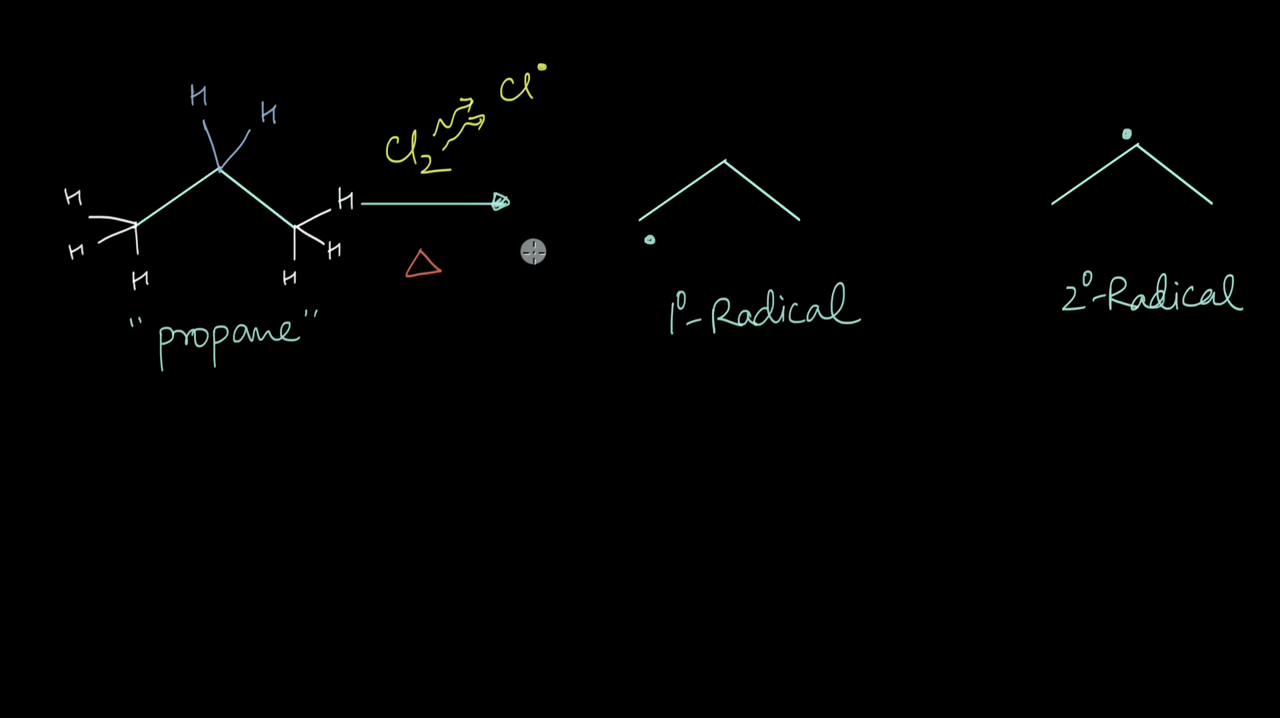 H
H
Cl₂
Cl•
H
H
H
H
H
H
Δ
"propane"
1°-Radical
2°-Radical